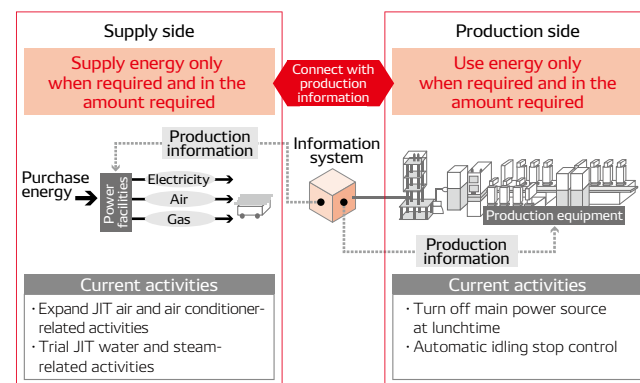 Supply side
Supply energy only
when required and in the
amount required
Connect with
production
information
Production side
Use energy only
when required and in the
amount required
Production
information
Information
system
Purchase
energy
Power
facilities
Electricity
Air
Gas
Production equipment
Production
information
Current activities
· Expand JIT air and air conditioner-
related activities
· Trial JIT water and steam-
related activities
Current activities
· Turn off main power source
at lunchtime
· Automatic idling stop control